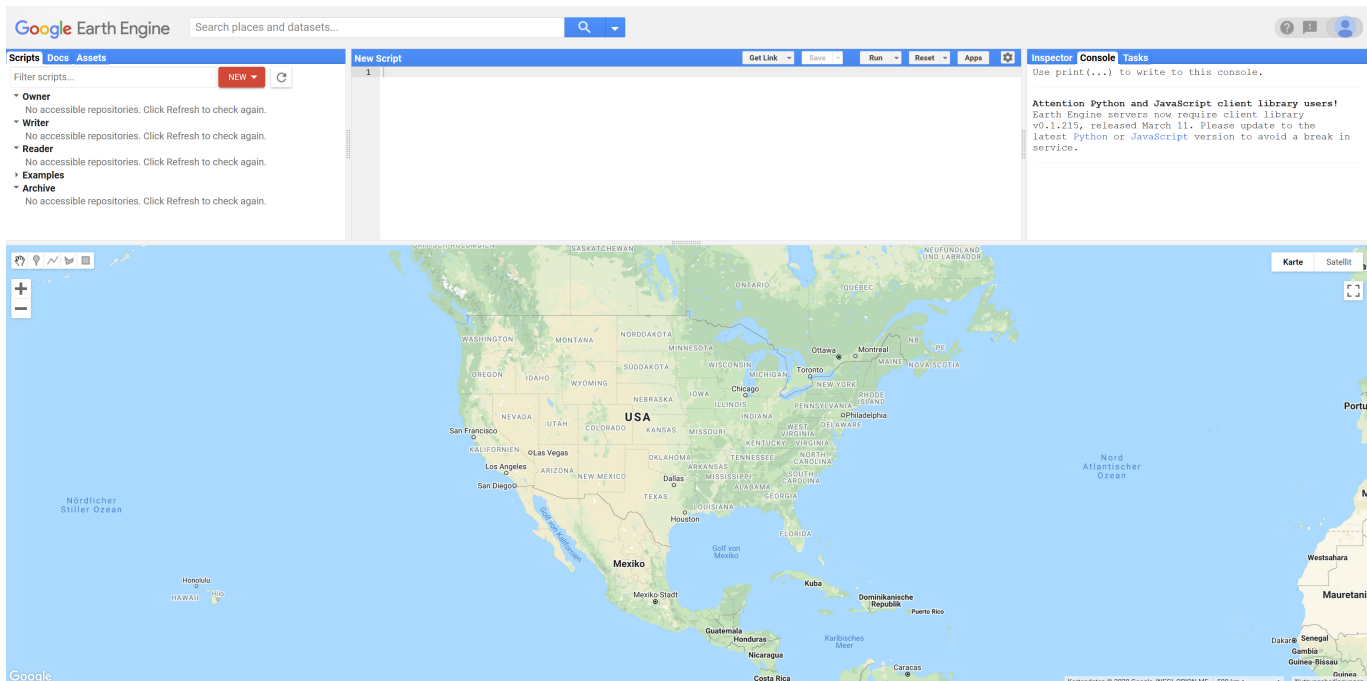 Google Earth Engine
Search places and datasets...
Scripts Docs Assets
Filter scripts...
NEW
Owner
No accessible repositories. Click Refresh to check again.
Writer
No accessible repositories. Click Refresh to check again.
Reader
No accessible repositories. Click Refresh to check again.
Examples
Archive
No accessible repositories. Click Refresh to check again.
New Script
Get Link
Save
Run
Reset
Apps
1
Inspector Console Tasks
Use print(...) to write to this console.
Attention Python and JavaScript client library users!
Earth Engine servers now require client library
v0.1.215, released March 11. Please update to the
latest Python or JavaScript version to avoid a break in
service.
Karte Satellit
SASKATCHEWAN
NEUFUNDLAND
UND LABRADOR
ONTARIO
QUÉBEC
WASHINGTON
MONTANA
NORDDAKOTA
MINNESOTA
Ottawa
Montreal
NB
PE
MAINE
NOVA SCOTIA
OREGON
IDAHO
WYOMING
SUDDAKOTA
WISCONSIN
MICHIGAN
Toronto
NEW YORK
Chicago
NEBRASKA
IOWA
ILLINOIS
INDIANA
PENNSYLVANIA
RHODE
ISLAND
Philadelphia
NEVADA
UTAH
COLORADO
USA
KANSAS
MISSOURI
WEST
VIRGINIA
DELAWARE
KENTUCKY
VIRGINIA
San Francisco
KALIFORNIEN
Las Vegas
Los Angeles
ARIZONA
NEW MEXICO
OKLAHOMA
ARKANSAS
TENNESSEE
NORTH
CAROLINA
San Diego
Dallas
MISSISSIPPI
SOUTH
CAROLINA
ALABAMA
GEORGIA
TEXAS
LOUISIANA
Houston
FLORIDA
Portu
Nord
Atlantischer
Ozean
Nördlicher
Stiller Ozean
Golf von Kalifornien
Golf von
Mexiko
Mexiko
Westsahara
Honolulu
HAWAII
Hilo
Mexiko-Stadt
Kuba
Dominikanische
Republik
Puerto Rico
Mauretani
Guatemala
Honduras
Karibisches
Meer
Nicaragua
Dakar
Senegal
Gambia
Guinea-Bissau
Guinea
Caracas
Costa Rica
Google